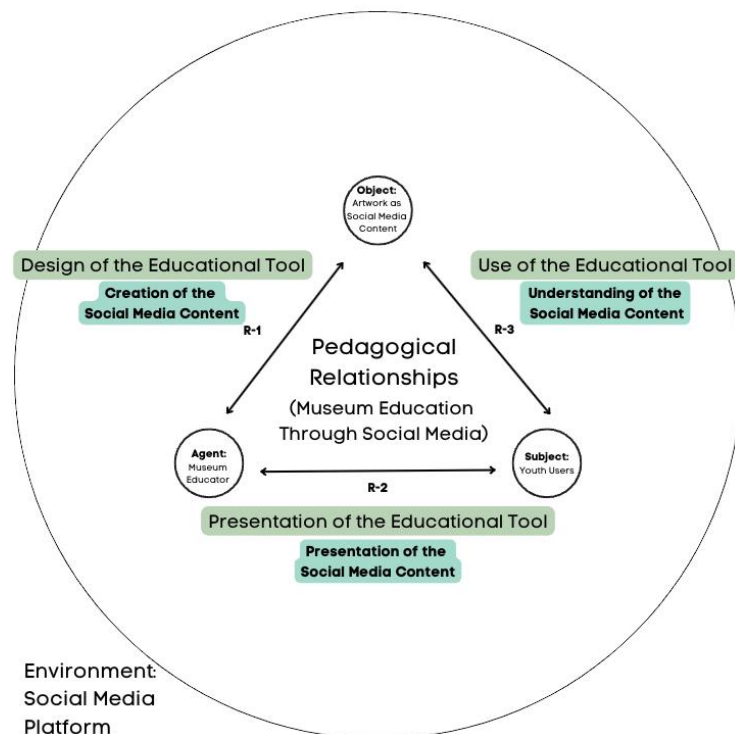 Object:
Artwork as
Social Media
Content
Design of the Educational Tool
Creation of the
Social Media Content
Use of the Educational Tool
Understanding of the
Social Media Content
R-1
R-3
Pedagogical
Relationships
(Museum Education
Through Social Media)
Agent:
Museum
Educator
Subject:
Youth Users
R-2
Presentation of the Educational Tool
Presentation of the
Social Media Content
Environment:
Social Media
Platform